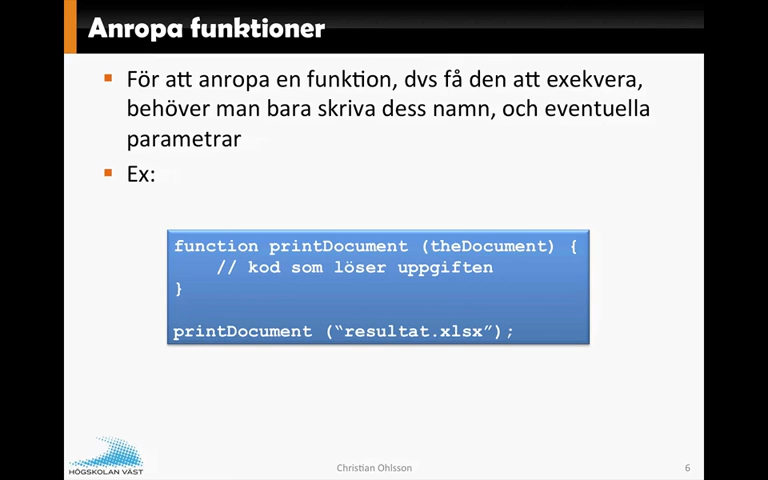 Anropa funktioner
För att anropa en funktion, dvs få den att exekvera,
behöver man bara skriva dess namn, och eventuella
parametrar
Ex:
function printDocument (theDocument) {
// kod som löser uppgiften
}
printDocument (“resultat.xlsx”);
HÖGSKOLAN VÄST
Christian Ohlsson
6